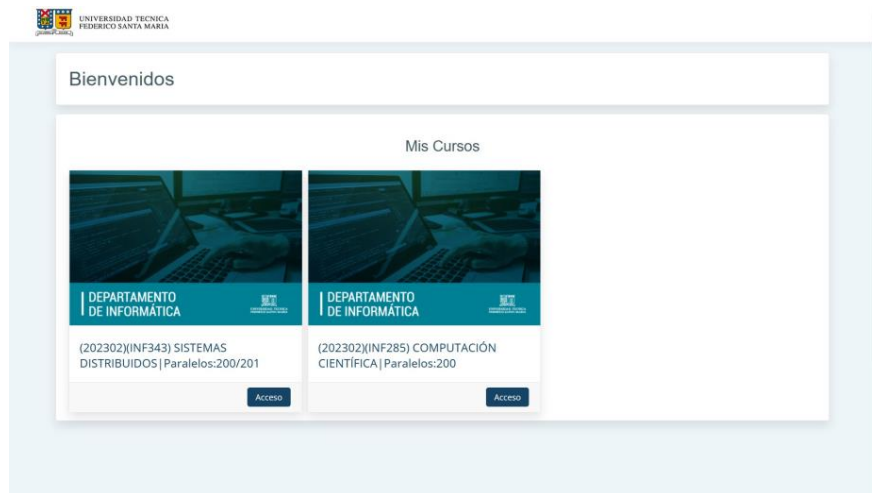 UNIVERSIDAD TECNICA
FEDERICO SANTA MARIA
Bienvenidos
Mis Cursos
DEPARTAMENTO
DE INFORMÁTICA
(202302)(INF343) SISTEMAS
DISTRIBUIDOS|Paralelos:200/201
Acceso
DEPARTAMENTO
DE INFORMÁTICA
(202302)(INF285) COMPUTACIÓN
CIENTÍFICA|Paralelos:200
Acceso